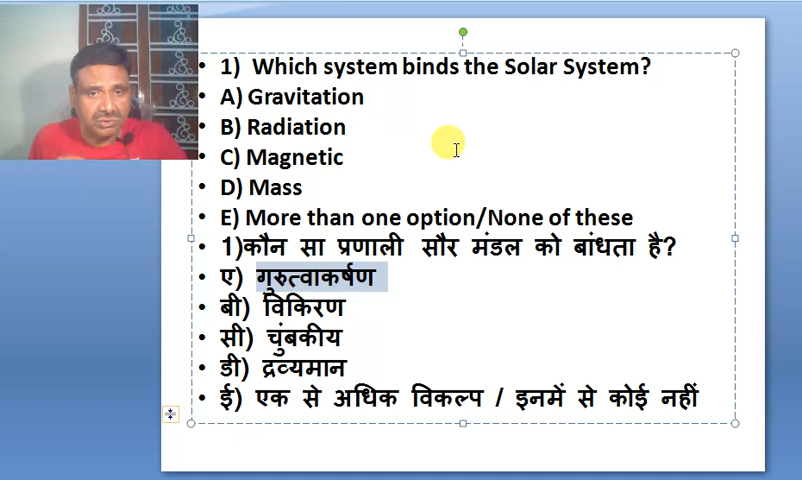 1) Which system binds the Solar System?
A) Gravitation
B) Radiation
C) Magnetic
D) Mass
E) More than one option/None of these
1)कौन सा प्रणाली सौर मंडल को बांधता है?
ए) गुरुत्वाकर्षण
बी) विकिरण
सी) चुंबकीय
डी) द्रव्यमान
ई) एक से अधिक विकल्प / इनमें से कोई नहीं